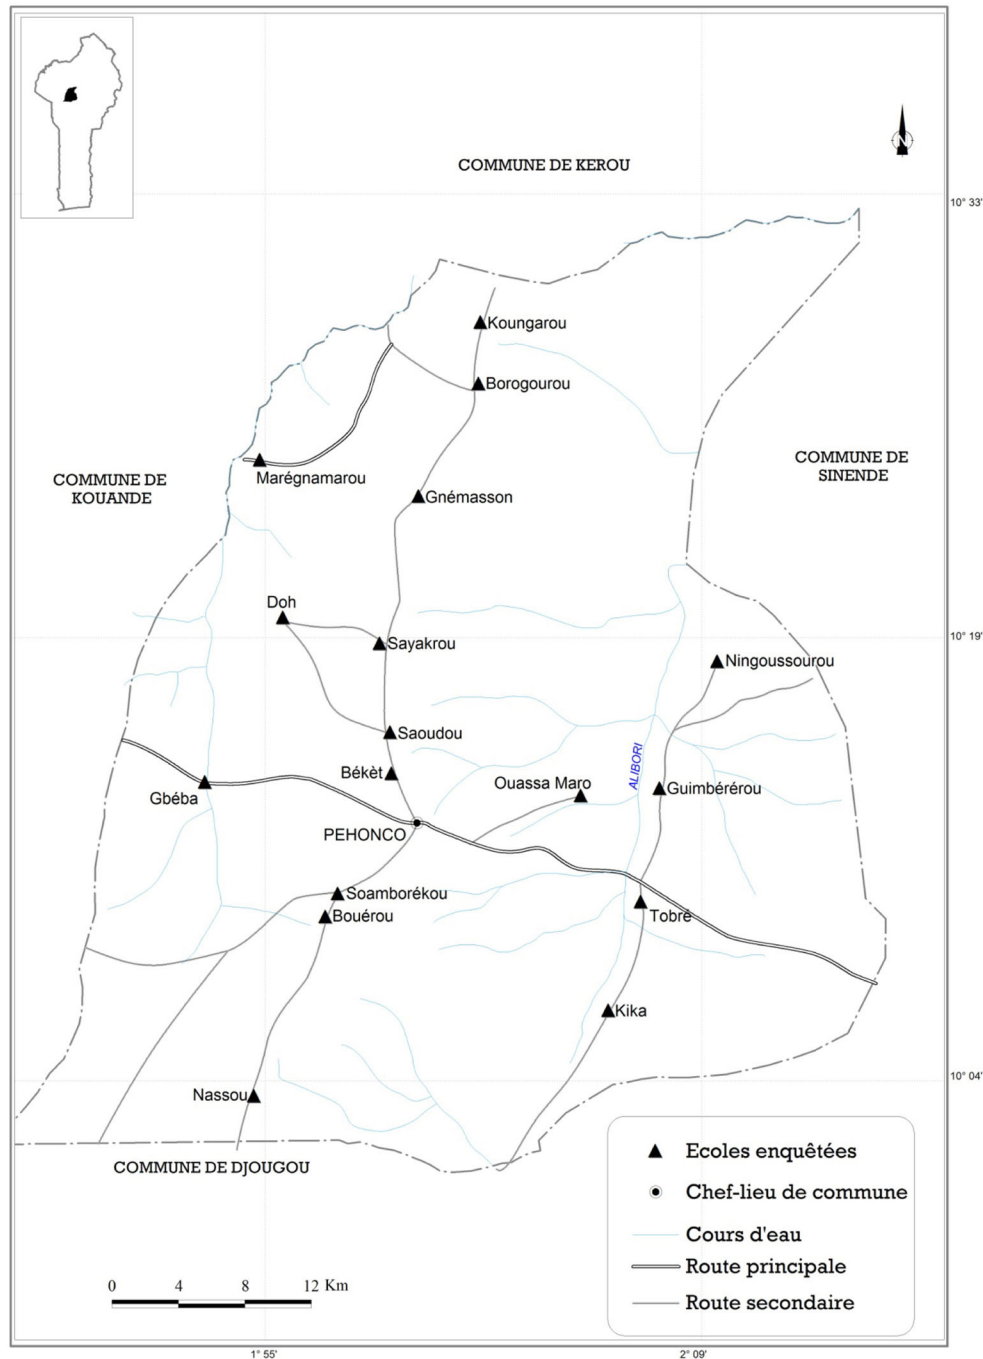 COMMUNE DE KEROU
N
10° 33'
Koungarou
Borogourou
COMMUNE DE
KOUANDE
Marégnamarou
COMMUNE DE
SINENDE
Gnémasson
Doh
Sayakrou
10° 19'
Ningoussourou
Saoudou
ALIBORI
Békèt
Ouassa Maro
Guimbérérou
Gbéba
PEHONCO
Soamborékou
Bouérou
Tobré
Kika
Nassou
10° 04'
COMMUNE DE DJOUGOU
Ecoles enquêtées
Chef-lieu de commune
Cours d'eau
Route principale
Route secondaire
0 4 8 12 Km
1° 55' 2° 09'